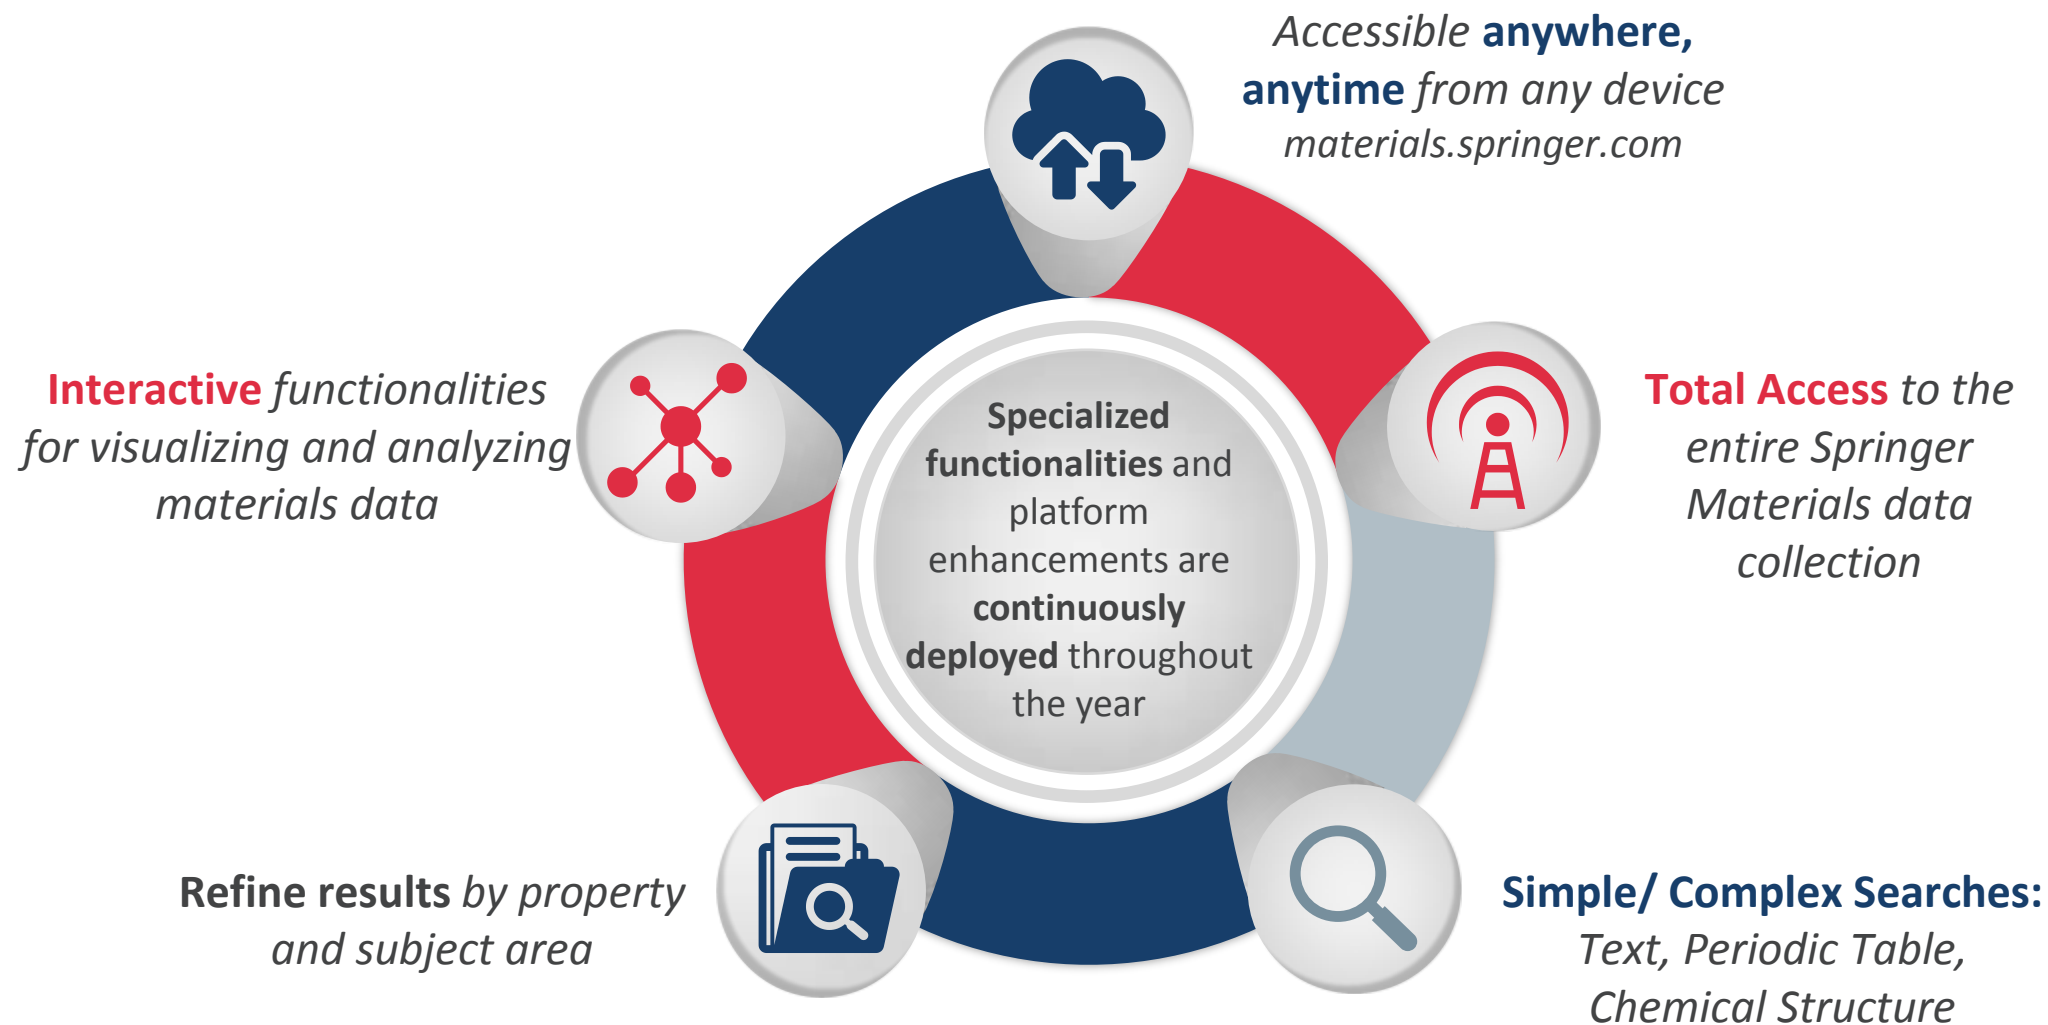 Accessible anywhere,
anytime from any device
materials.springer.com
Interactive functionalities
for visualizing and analyzing
materials data
Specialized
functionalities and
platform
enhancements are
continuously
deployed throughout
the year
Total Access to the
entire Springer
Materials data
collection
Refine results by property
and subject area
Simple/ Complex Searches:
Text, Periodic Table,
Chemical Structure